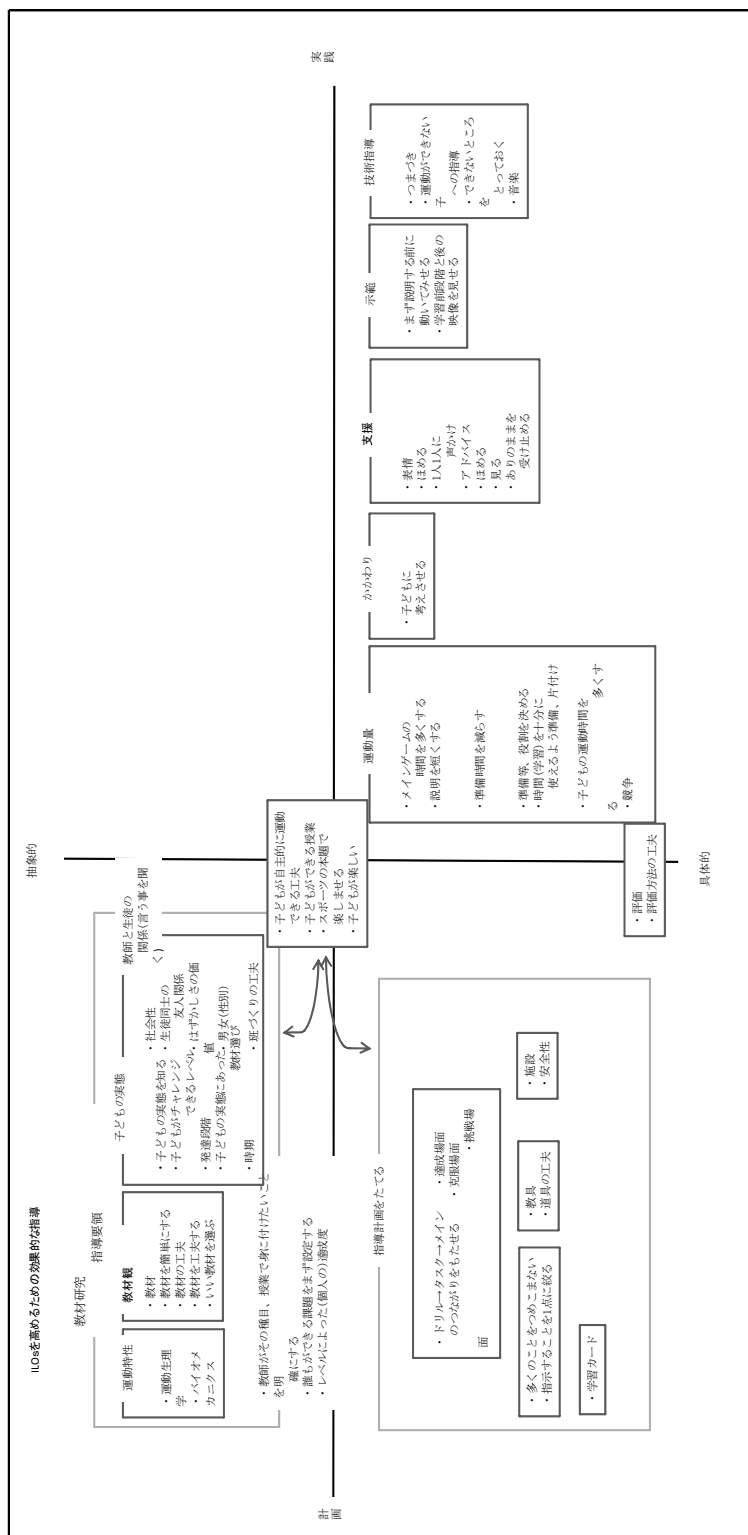 ILOsを高めるための効果的な指導
抽象的
教材研究
指導要領
運動特性
・運動生理
学
・バイオメ
カニクス
教材観
・教材
・教材を簡単にする
・教材の工夫
・教材を工夫する
・いい教材を選ぶ
子どもの実態
・子どもの実態を知る
・子どもがチャレンジ
できるレベル
・発達段階
・子どもの実態にあった
教材選び
・時期
・社会性
・生徒同士の
友人関係
・はずかしさの価
値
・男女(性別)
・班づくりの工夫
教師と生徒の
関係(言う事を聞
く)
・教師がその種目、授業で身に付けたいこと
を明
確にする
・誰もができる課題をまず設定する
・レベルによった(個人の)達成度
計
画
・子どもが自主的に運動
できる工夫
・子どもができる授業
・スポーツの本題で
楽しませる
・子どもが楽しい
実
践
指導計画をたてる
・ドリル→タスク→メイン
のつながりをもたせる
・達成場面
・克服場面
・挑戦場
面
・多くのことをつめこまない
・指示することを1点に絞る
・教具
・道具の工夫
・施設
・安全性
・学習カード
・評価
・評価方法の工夫
具体的
運動量
・メインゲームの
時間を多くする
・説明を短くする
・準備時間を減らす
・準備等、役割を決める
・時間(学習)を十分に
使えるよう準備、片付け
・子どもの運動時間を
多くす
る
・競争
かかわり
・子どもに
考えさせる
支援
・表情
・ほめる
・1人1人に
声かけ
・アドバイス
・ほめる
・見る
・ありのままを
受け止める
示範
・まず説明する前に
動いてみせる
・学習前段階と後の
映像を見せる
技術指導
・つまづき
・運動ができない
子
への指導
・できないところ
を
とっておく
・音楽